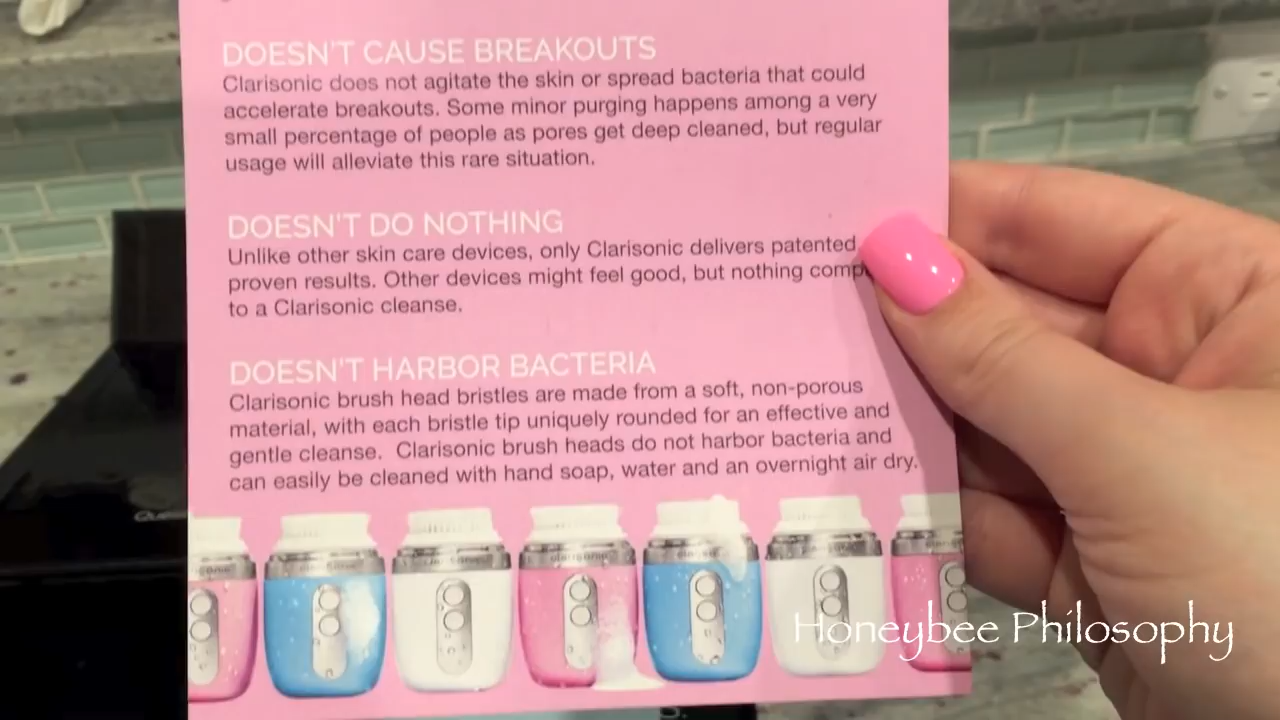 DOESN'T CAUSE BREAKOUTS
Clarisonic does not agitate the skin or spread bacteria that could
accelerate breakouts. Some minor purging happens among a very
small percentage of people as pores get deep cleaned, but regular
usage will alleviate this rare situation.
DOESN'T DO NOTHING
Unlike other skin care devices, only Clarisonic delivers patented
proven results. Other devices might feel good, but nothing comp
to a Clarisonic cleanse.
DOESN'T HARBOR BACTERIA
Clarisonic brush head bristles are made from a soft, non-porous
material, with each bristle tip uniquely rounded for an effective and
gentle cleanse. Clarisonic brush heads do not harbor bacteria and
can easily be cleaned with hand soap, water and an overnight air dry.
Honeybee Philosophy